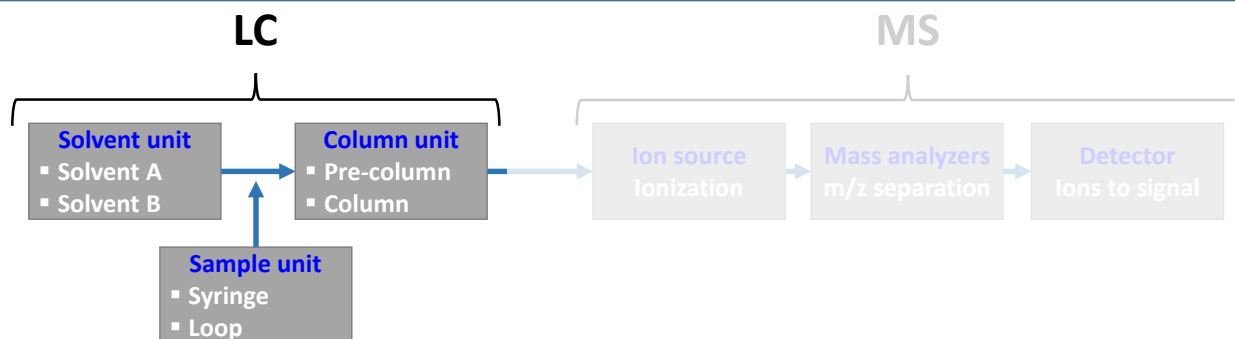 LC
MS
Solvent unit
▪ Solvent A
▪ Solvent B
Column unit
▪ Pre-column
▪ Column
Ion source
Ionization
Mass analyzers
m/z separation
Detector
Ions to signal
Sample unit
▪ Syringe
▪ Loop